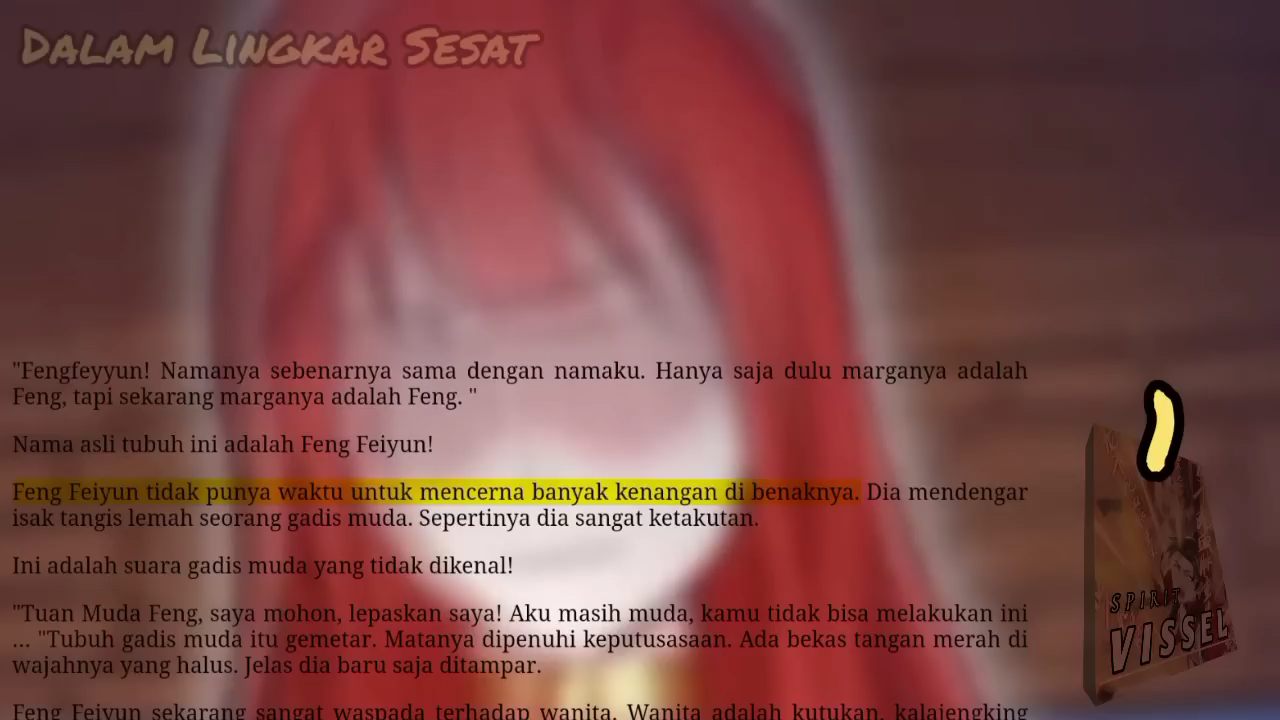 DALAM LINGKAR SESAT
"Fengfeyyun! Namanya sebenarnya sama dengan namaku. Hanya saja dulu marganya adalah
Feng, tapi sekarang marganya adalah Feng. "
Nama asli tubuh ini adalah Feng Feiyun!
Feng Feiyun tidak punya waktu untuk mencerna banyak kenangan di benaknya. Dia mendengar
isak tangis lemah seorang gadis muda. Sepertinya dia sangat ketakutan.
Ini adalah suara gadis muda yang tidak dikenal!
"Tuan Muda Feng, saya mohon, lepaskan saya! Aku masih muda, kamu tidak bisa melakukan ini
... "Tubuh gadis muda itu gemetar. Matanya dipenuhi keputusasaan. Ada bekas tangan merah di
wajahnya yang halus. Jelas dia baru saja ditampar.
Feng Feiyun sekarang sangat waspada terhadap wanita. Wanita adalah kutukan, kalajengking
1
SPIRIT
VISSEL